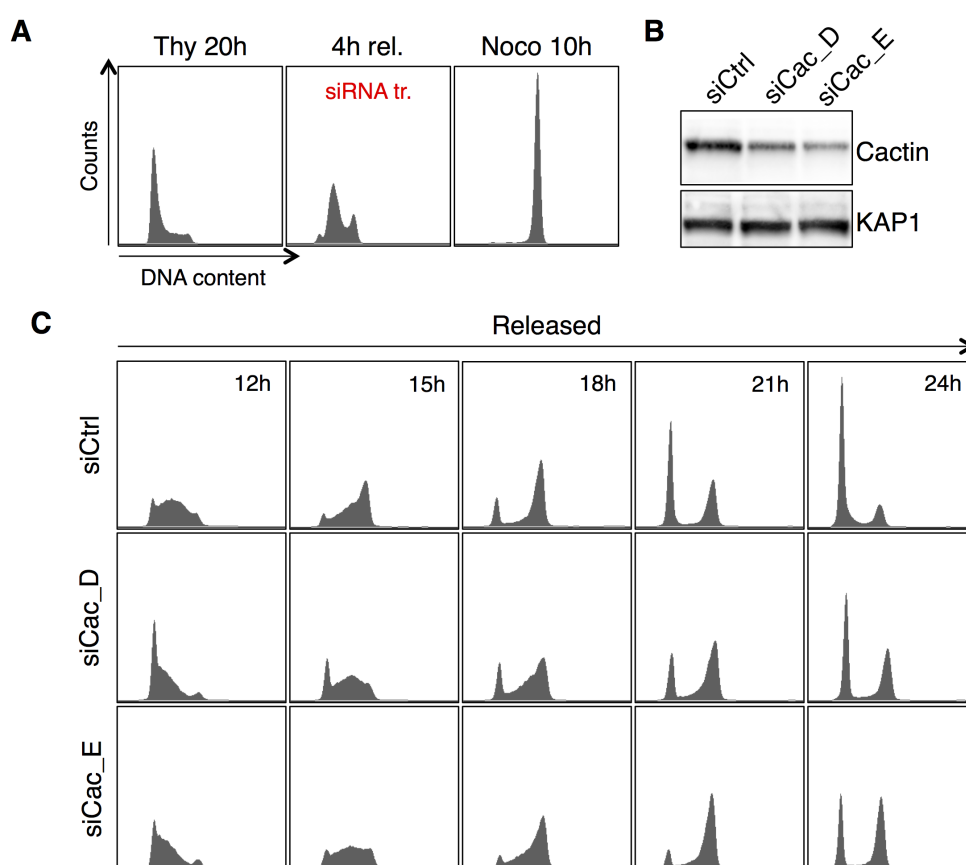 A
Thy 20h
4h rel.
Noco 10h
siRNA tr.
Counts
DNA content
B
siCtrl
siCac_D
siCac_E
Cactin
KAP1
C
Released
12h
15h
18h
21h
24h
siCtrl
siCac_D
siCac_E